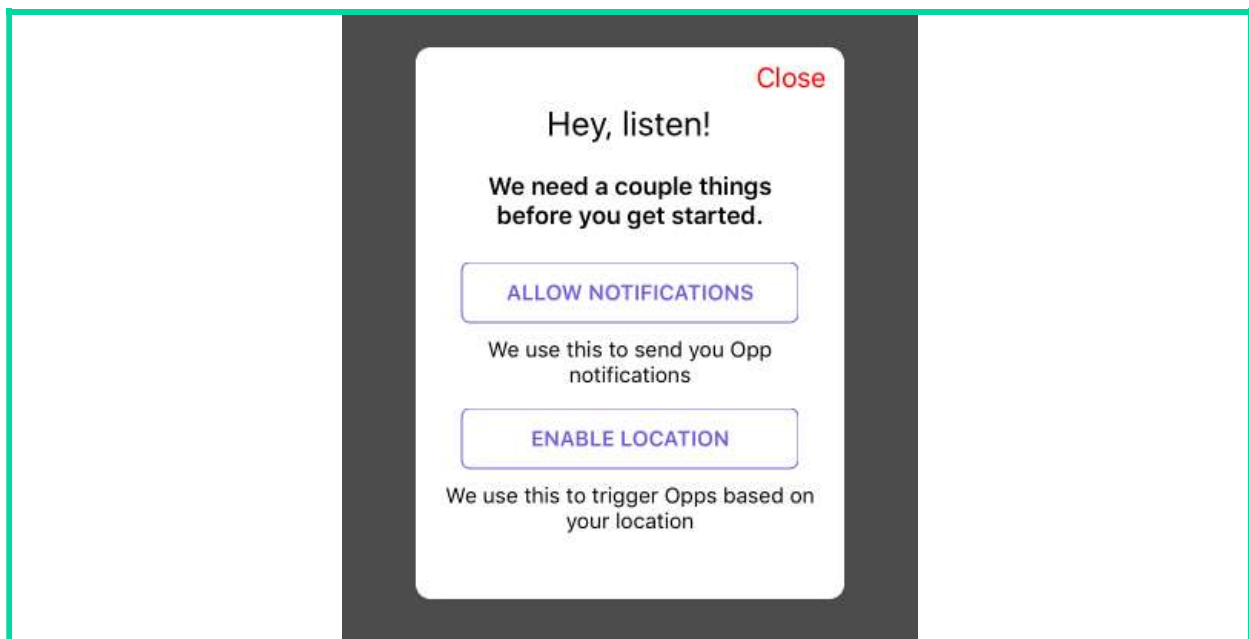 Close
Hey, listen!
We need a couple things
before you get started.
ALLOW NOTIFICATIONS
We use this to send you Opp
notifications
ENABLE LOCATION
We use this to trigger Opps based on
your location